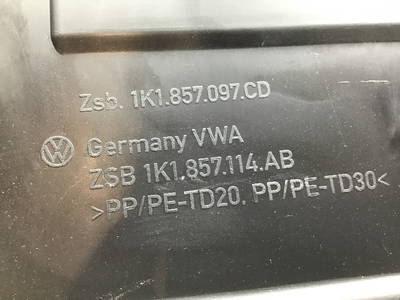 Zsb. 1K1.857.097.CD
Germany VWA
ZSB 1K1.857.114.AB
>PP/PE-TD20. PP/PE-TD30<